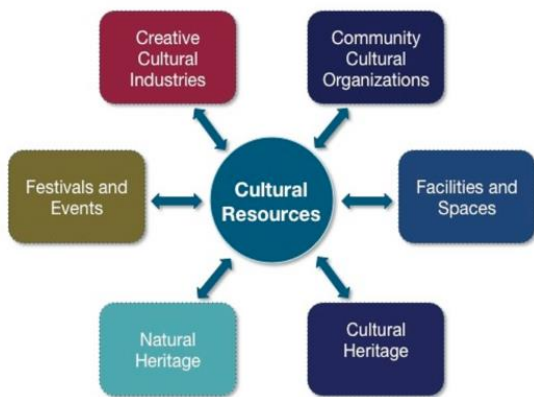 Creative
Cultural
Industries
Community
Cultural
Organizations
Festivals and
Events
Cultural
Resources
Facilities and
Spaces
Natural
Heritage
Cultural
Heritage